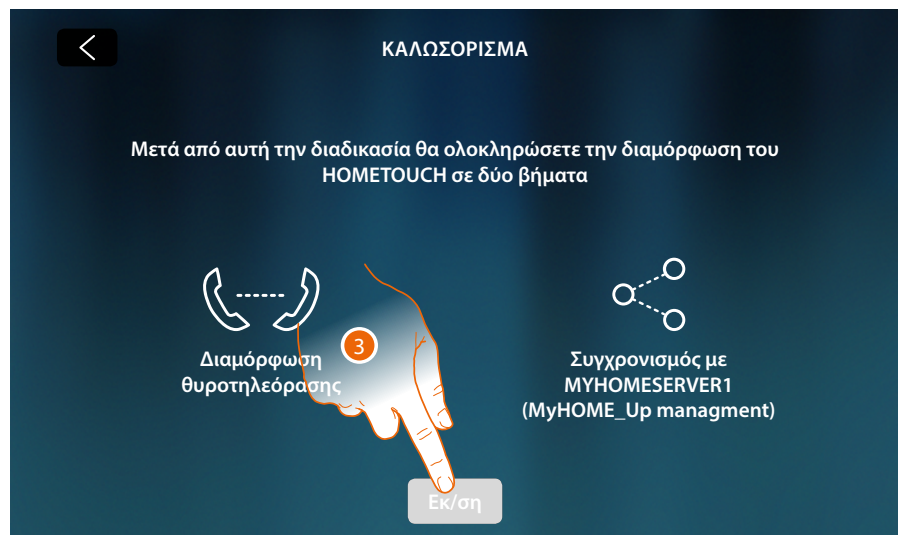 ΚΑΛΩΣΟΡΙΣΜΑ
Μετά από αυτή την διαδικασία θα ολοκληρώσετε την διαμόρφωση του
HOMETOUCH σε δύο βήματα
3
Διαμόρφωση
θυροτηλεόρασης
Συγχρονισμός με
MYHOMESERVER1
(MyHOME_Up managment)
Εκ/ση